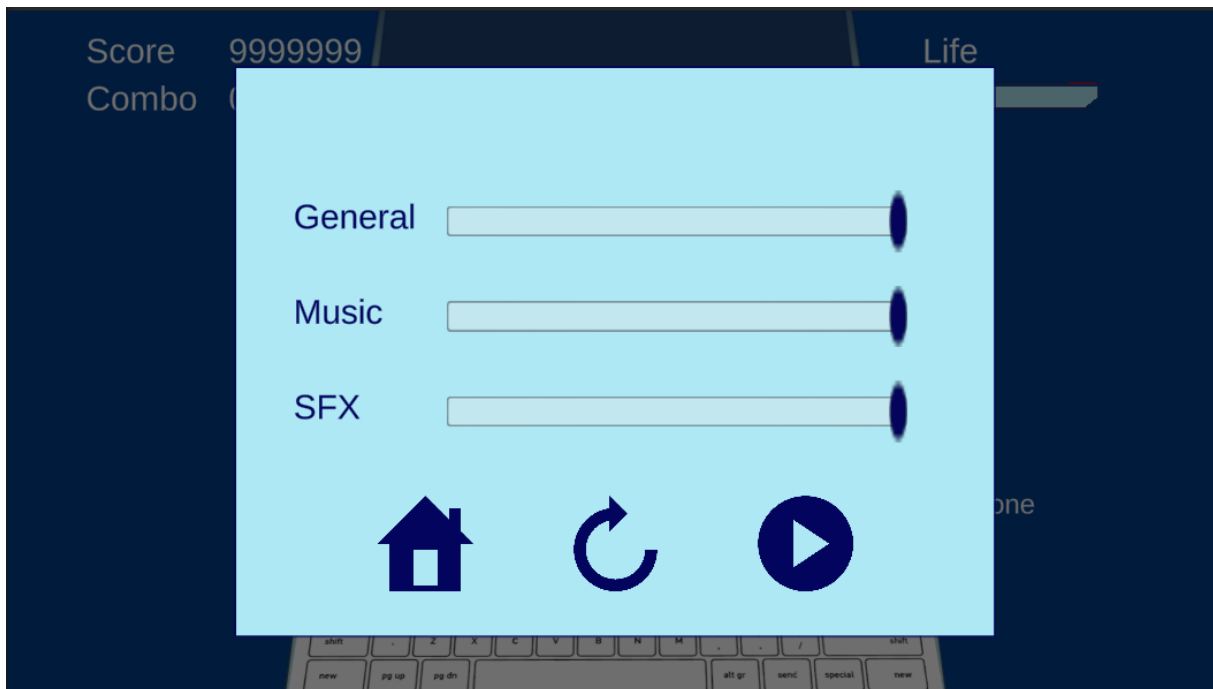 Score 9999999 Life
Combo
General
Music
SFX
shift . Z X C V B N M , . / shift
new pg up pg dn alt gr send special new